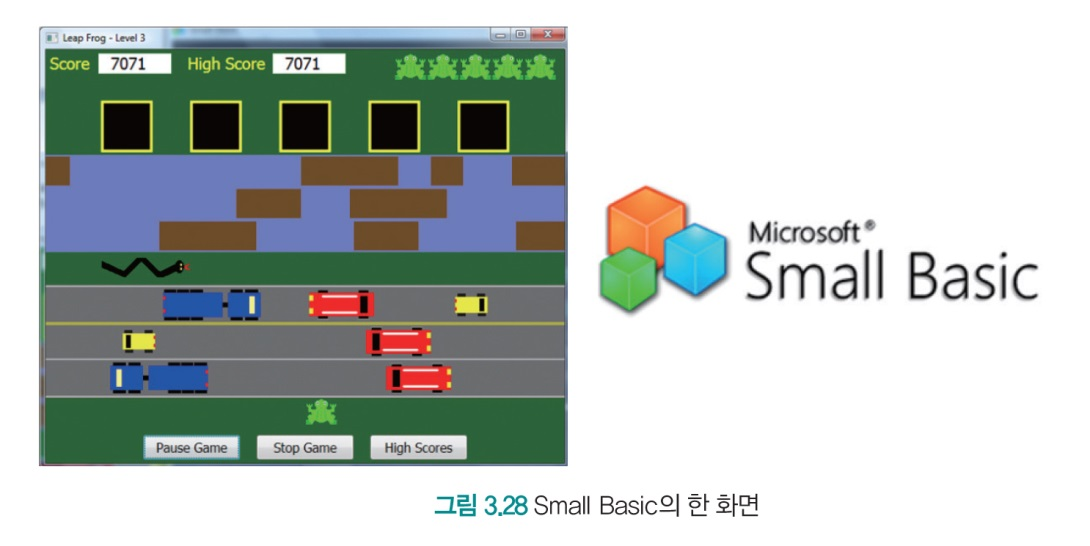 Leap Frog - Level 3
Score 7071 High Score 7071
Pause Game Stop Game High Scores
Microsoft®
Small Basic
그림 3.28 Small Basic의 한 화면